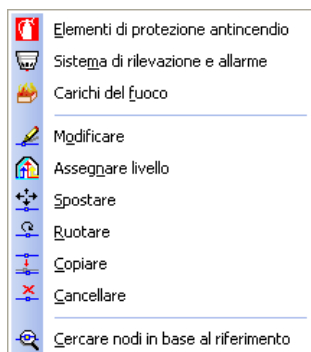 Elementi di protezione antincendio
Sistema di rilevazione e allarme
Carichi del fuoco
Modificare
Assegnare livello
Spostare
Ruotare
Copiare
Cancellare
Cercare nodi in base al riferimento